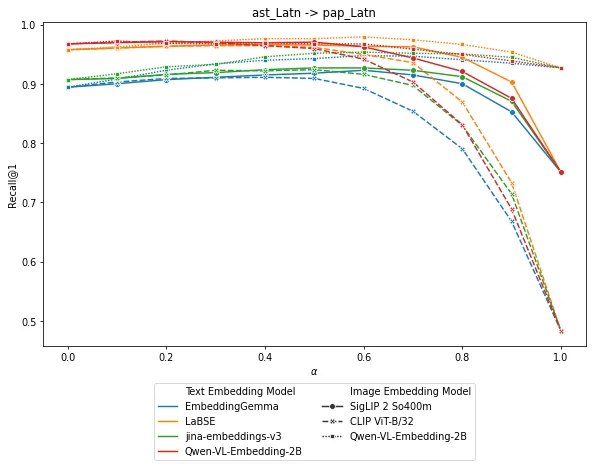 ast_Latn -> pap_Latn
1.0
0.9
0.8
0.7
0.6
0.5
Recall@1
0.0 0.2 0.4 0.6 0.8 1.0
α
Text Embedding Model Image Embedding Model
EmbeddingGemma SigLIP 2 So400m
LaBSE CLIP ViT-B/32
jina-embeddings-v3 Qwen-VL-Embedding-2B
Qwen-VL-Embedding-2B